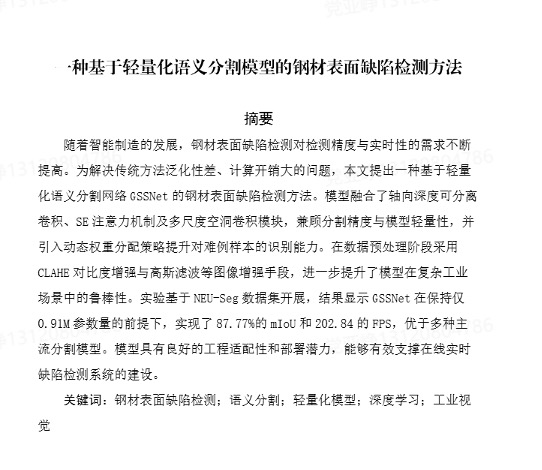 一种基于轻量化语义分割模型的钢材表面缺陷检测方法
摘要
随着智能制造的发展，钢材表面缺陷检测对检测精度与实时性的需求不断
提高。为解决传统方法泛化性差、计算开销大的问题，本文提出一种基于轻量
化语义分割网络 GSSNet 的钢材表面缺陷检测方法。模型融合了轴向深度可分离
卷积、SE 注意力机制及多尺度空洞卷积模块，兼顾分割精度与模型轻量性，并
引入动态权重分配策略提升对难例样本的识别能力。在数据预处理阶段采用
CLAHE 对比度增强与高斯滤波等图像增强手段，进一步提升了模型在复杂工业
场景中的鲁棒性。实验基于 NEU-Seg 数据集开展，结果显示 GSSNet 在保持仅
0.91M 参数量的前提下，实现了 87.77%的 mIoU 和 202.84 的 FPS，优于多种主
流分割模型。模型具有良好的工程适配性和部署潜力，能够有效支撑在线实时
缺陷检测系统的建设。
关键词：钢材表面缺陷检测；语义分割；轻量化模型；深度学习；工业视
觉